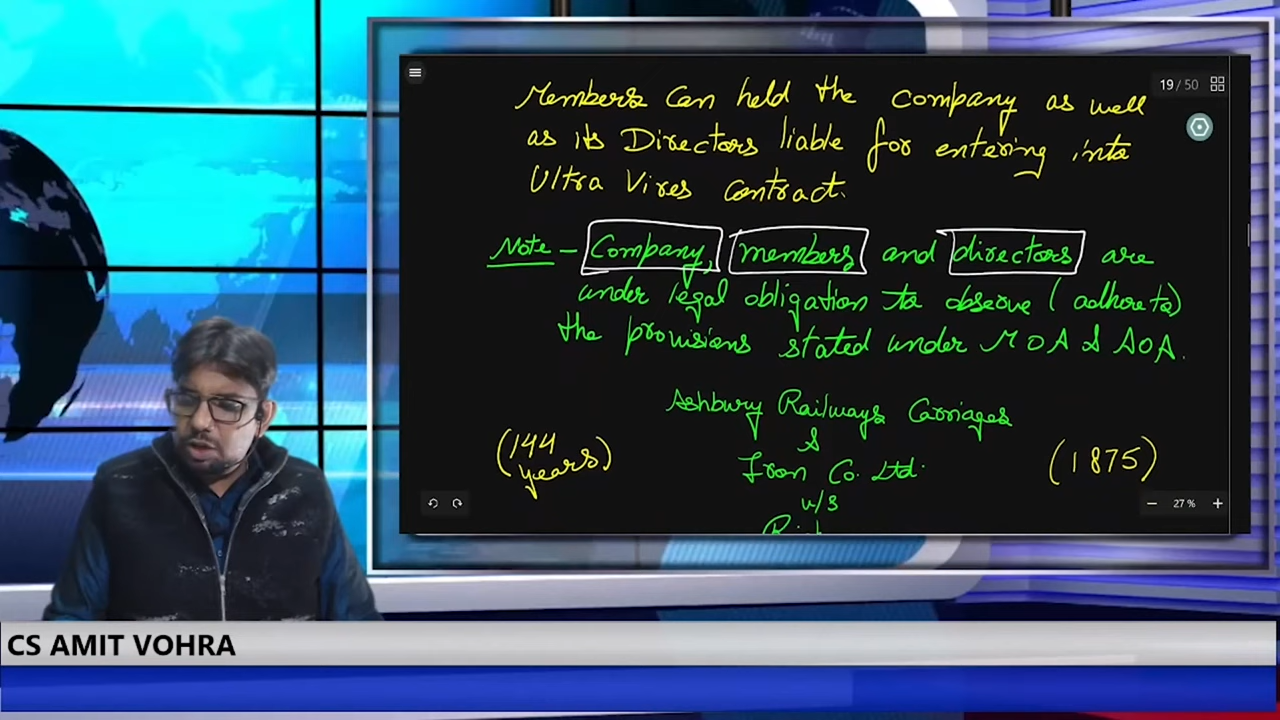 19 / 50
Members Can held the company as well
as its Directors liable for entering into
Ultra Vires contract.
Note - Company, members and directors are
under legal obligation to observe (adhere to)
the provisions stated under MOA & AOA.
Ashbury Railways Carriages
&
Iron Co. Ltd.
v/s
(144
years)
(1875)
27 %
CS AMIT VOHRA